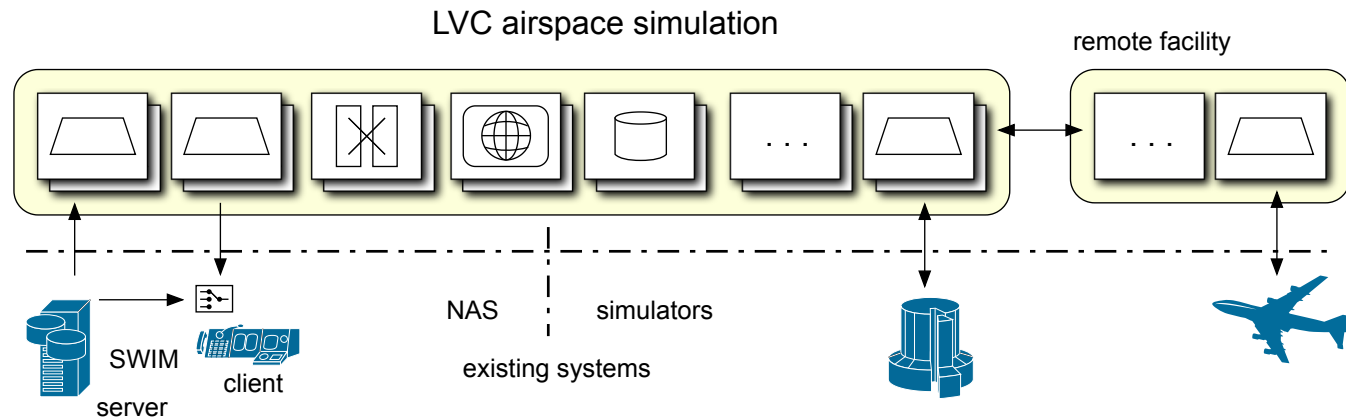 LVC airspace simulation
remote facility
. . .
. . .
NAS
simulators
SWIM
existing systems
client
server